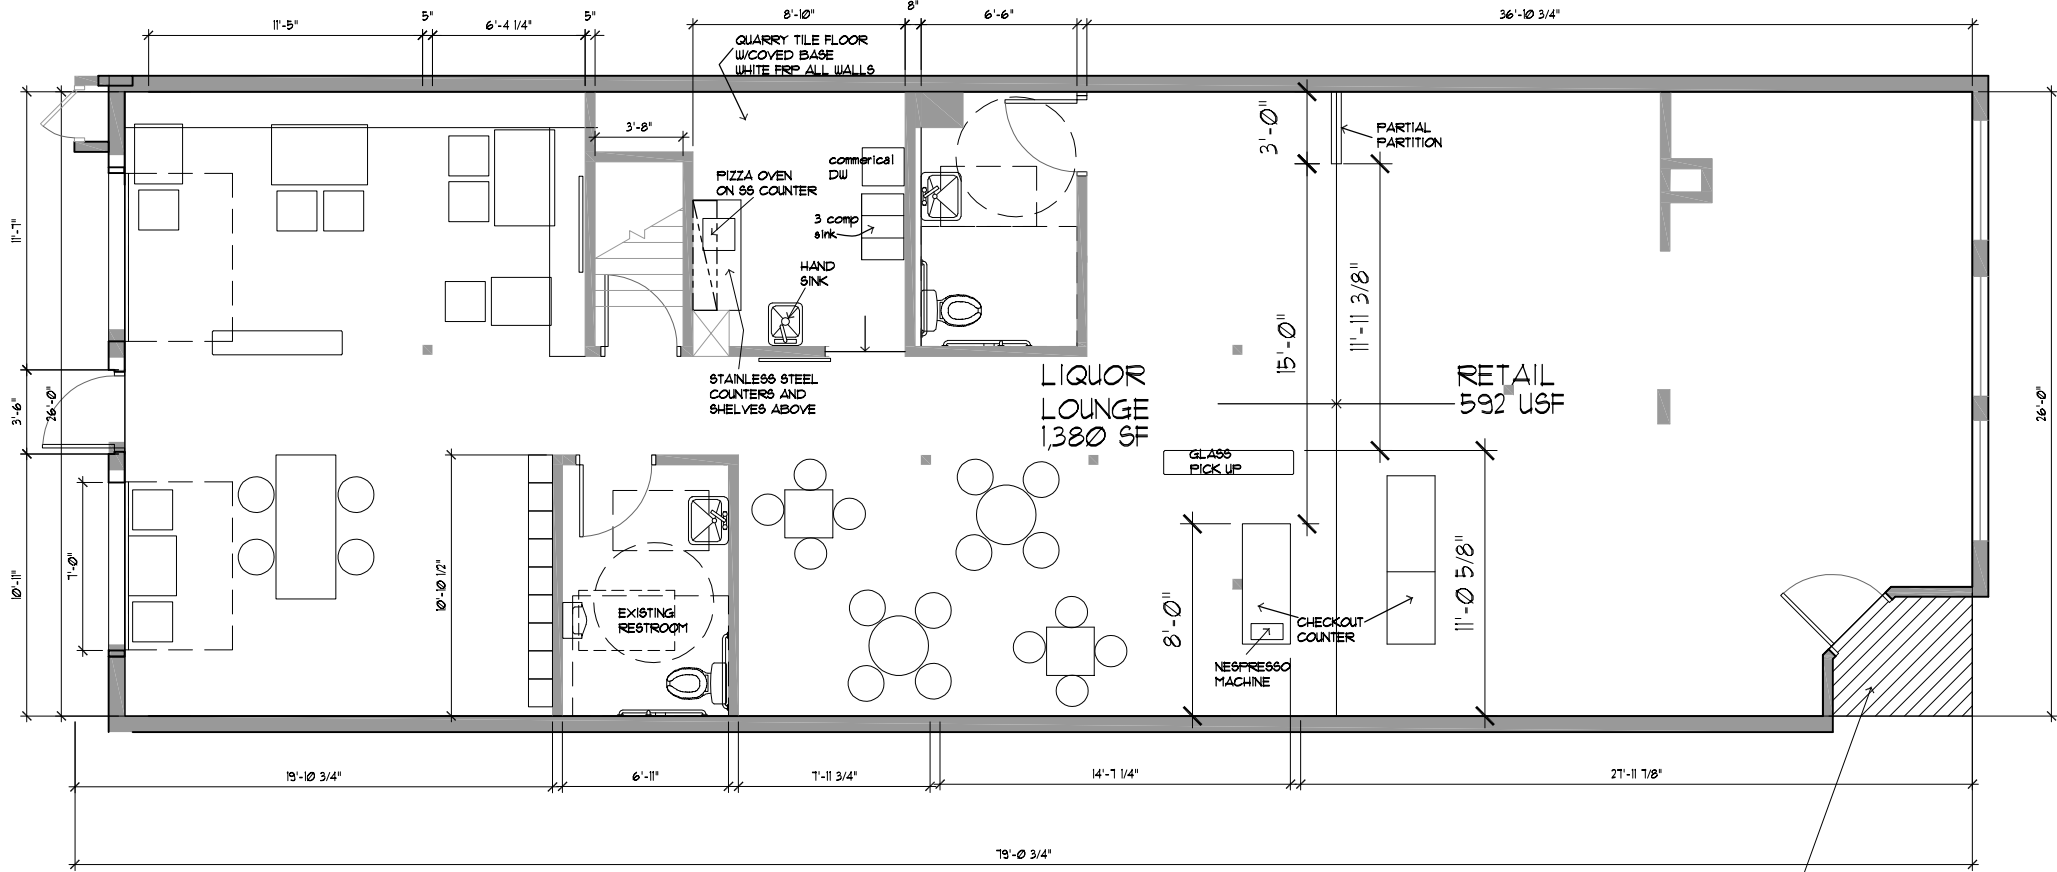 11'-5"
5"
6'-4 1/4"
5"
8'-10"
8"
6'-6"
36'-10 3/4"
QUARRY TILE FLOOR
W/COVED BASE
WHITE FRP ALL WALLS
3'-8"
3'-0"
PARTIAL
PARTITION
commerical
DW
PIZZA OVEN
ON SS COUNTER
3 comp
sink
HAND
SINK
11'-7"
11'-11 3/8"
15'-0"
STAINLESS STEEL
COUNTERS AND
SHELVES ABOVE
LIQUOR
LOUNGE
1,380 SF
RETAIL
592 USF
3'-6"
26'-0"
26'-0"
GLASS
PICK UP
10'-11"
7'-0"
10'-10 1/2"
EXISTING
RESTROOM
8'-0"
11'-0 5/8"
CHECKOUT
COUNTER
NESPRESSO
MACHINE
19'-10 3/4"
6'-11"
7'-11 3/4"
14'-7 1/4"
27'-11 7/8"
79'-0 3/4"